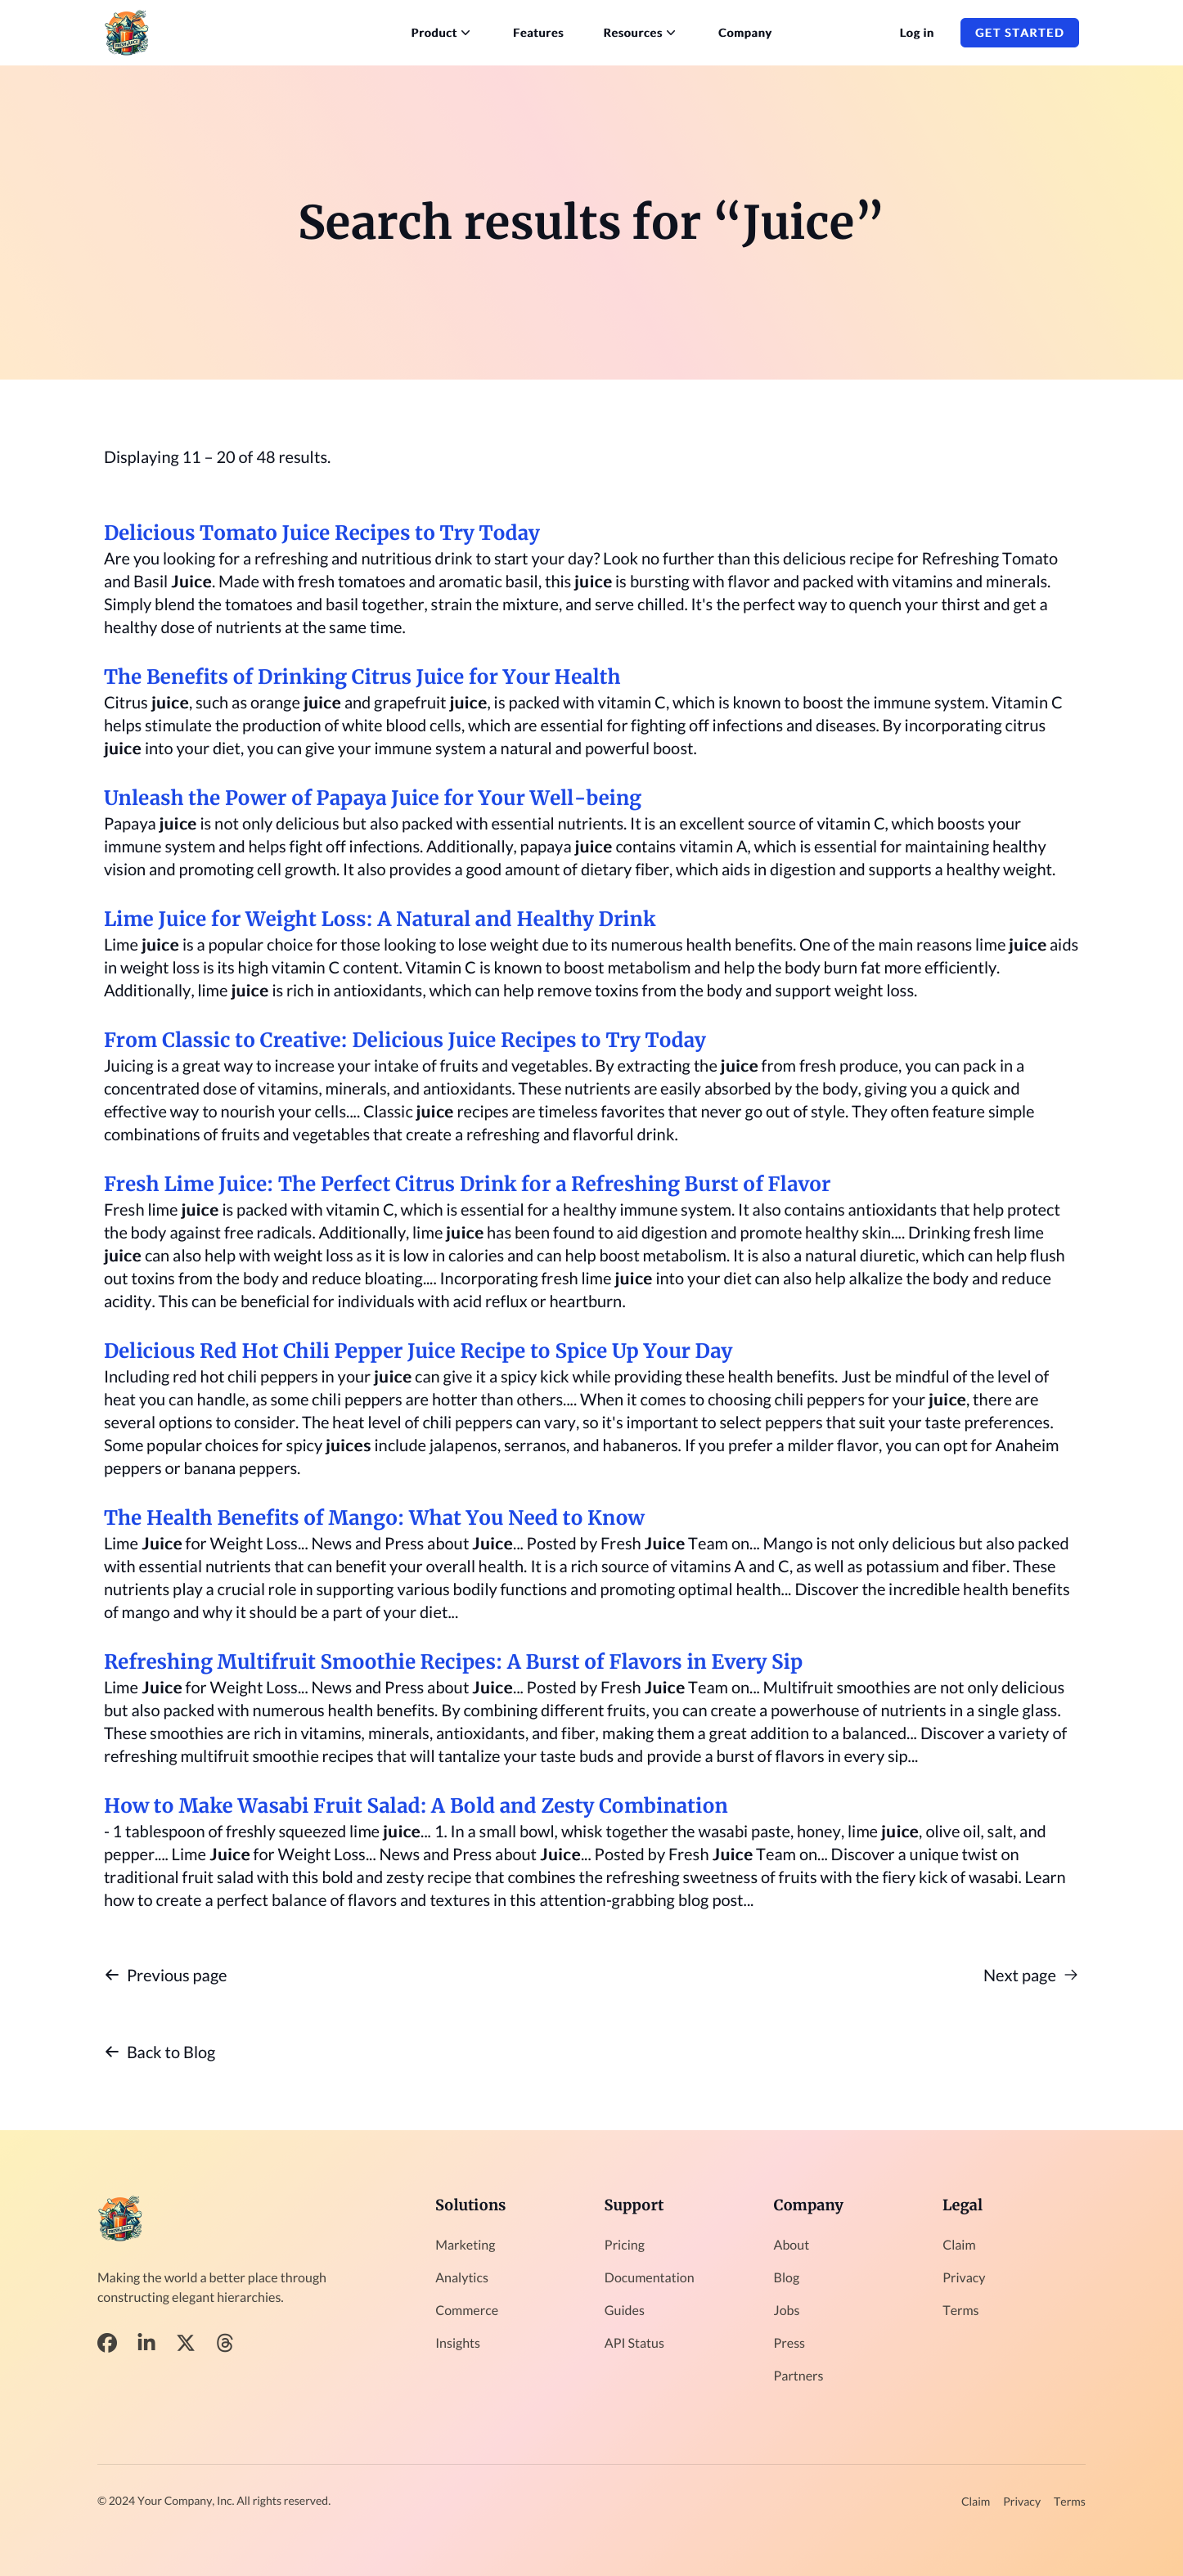 FRESH JUICE
Product
Features
Resources
Company
Log in
GET STARTED
Search results for “Juice”
Displaying 11 – 20 of 48 results.
Delicious Tomato Juice Recipes to Try Today
Are you looking for a refreshing and nutritious drink to start your day? Look no further than this delicious recipe for Refreshing Tomato
and Basil Juice. Made with fresh tomatoes and aromatic basil, this juice is bursting with flavor and packed with vitamins and minerals.
Simply blend the tomatoes and basil together, strain the mixture, and serve chilled. It's the perfect way to quench your thirst and get a
healthy dose of nutrients at the same time.
The Benefits of Drinking Citrus Juice for Your Health
Citrus juice, such as orange juice and grapefruit juice, is packed with vitamin C, which is known to boost the immune system. Vitamin C
helps stimulate the production of white blood cells, which are essential for fighting off infections and diseases. By incorporating citrus
juice into your diet, you can give your immune system a natural and powerful boost.
Unleash the Power of Papaya Juice for Your Well-being
Papaya juice is not only delicious but also packed with essential nutrients. It is an excellent source of vitamin C, which boosts your
immune system and helps fight off infections. Additionally, papaya juice contains vitamin A, which is essential for maintaining healthy
vision and promoting cell growth. It also provides a good amount of dietary fiber, which aids in digestion and supports a healthy weight.
Lime Juice for Weight Loss: A Natural and Healthy Drink
Lime juice is a popular choice for those looking to lose weight due to its numerous health benefits. One of the main reasons lime juice aids
in weight loss is its high vitamin C content. Vitamin C is known to boost metabolism and help the body burn fat more efficiently.
Additionally, lime juice is rich in antioxidants, which can help remove toxins from the body and support weight loss.
From Classic to Creative: Delicious Juice Recipes to Try Today
Juicing is a great way to increase your intake of fruits and vegetables. By extracting the juice from fresh produce, you can pack in a
concentrated dose of vitamins, minerals, and antioxidants. These nutrients are easily absorbed by the body, giving you a quick and
effective way to nourish your cells.... Classic juice recipes are timeless favorites that never go out of style. They often feature simple
combinations of fruits and vegetables that create a refreshing and flavorful drink.
Fresh Lime Juice: The Perfect Citrus Drink for a Refreshing Burst of Flavor
Fresh lime juice is packed with vitamin C, which is essential for a healthy immune system. It also contains antioxidants that help protect
the body against free radicals. Additionally, lime juice has been found to aid digestion and promote healthy skin.... Drinking fresh lime
juice can also help with weight loss as it is low in calories and can help boost metabolism. It is also a natural diuretic, which can help flush
out toxins from the body and reduce bloating.... Incorporating fresh lime juice into your diet can also help alkalize the body and reduce
acidity. This can be beneficial for individuals with acid reflux or heartburn.
Delicious Red Hot Chili Pepper Juice Recipe to Spice Up Your Day
Including red hot chili peppers in your juice can give it a spicy kick while providing these health benefits. Just be mindful of the level of
heat you can handle, as some chili peppers are hotter than others.... When it comes to choosing chili peppers for your juice, there are
several options to consider. The heat level of chili peppers can vary, so it's important to select peppers that suit your taste preferences.
Some popular choices for spicy juices include jalapenos, serranos, and habaneros. If you prefer a milder flavor, you can opt for Anaheim
peppers or banana peppers.
The Health Benefits of Mango: What You Need to Know
Lime Juice for Weight Loss... News and Press about Juice... Posted by Fresh Juice Team on... Mango is not only delicious but also packed
with essential nutrients that can benefit your overall health. It is a rich source of vitamins A and C, as well as potassium and fiber. These
nutrients play a crucial role in supporting various bodily functions and promoting optimal health... Discover the incredible health benefits
of mango and why it should be a part of your diet...
Refreshing Multifruit Smoothie Recipes: A Burst of Flavors in Every Sip
Lime Juice for Weight Loss... News and Press about Juice... Posted by Fresh Juice Team on... Multifruit smoothies are not only delicious
but also packed with numerous health benefits. By combining different fruits, you can create a powerhouse of nutrients in a single glass.
These smoothies are rich in vitamins, minerals, antioxidants, and fiber, making them a great addition to a balanced... Discover a variety of
refreshing multifruit smoothie recipes that will tantalize your taste buds and provide a burst of flavors in every sip...
How to Make Wasabi Fruit Salad: A Bold and Zesty Combination
- 1 tablespoon of freshly squeezed lime juice... 1. In a small bowl, whisk together the wasabi paste, honey, lime juice, olive oil, salt, and
pepper.... Lime Juice for Weight Loss... News and Press about Juice... Posted by Fresh Juice Team on... Discover a unique twist on
traditional fruit salad with this bold and zesty recipe that combines the refreshing sweetness of fruits with the fiery kick of wasabi. Learn
how to create a perfect balance of flavors and textures in this attention-grabbing blog post...
← Previous page
Next page →
← Back to Blog
FRESH JUICE
Making the world a better place through
constructing elegant hierarchies.
Solutions
Marketing
Analytics
Commerce
Insights
Support
Pricing
Documentation
Guides
API Status
Company
About
Blog
Jobs
Press
Partners
Legal
Claim
Privacy
Terms
© 2024 Your Company, Inc. All rights reserved.
Claim
Privacy
Terms